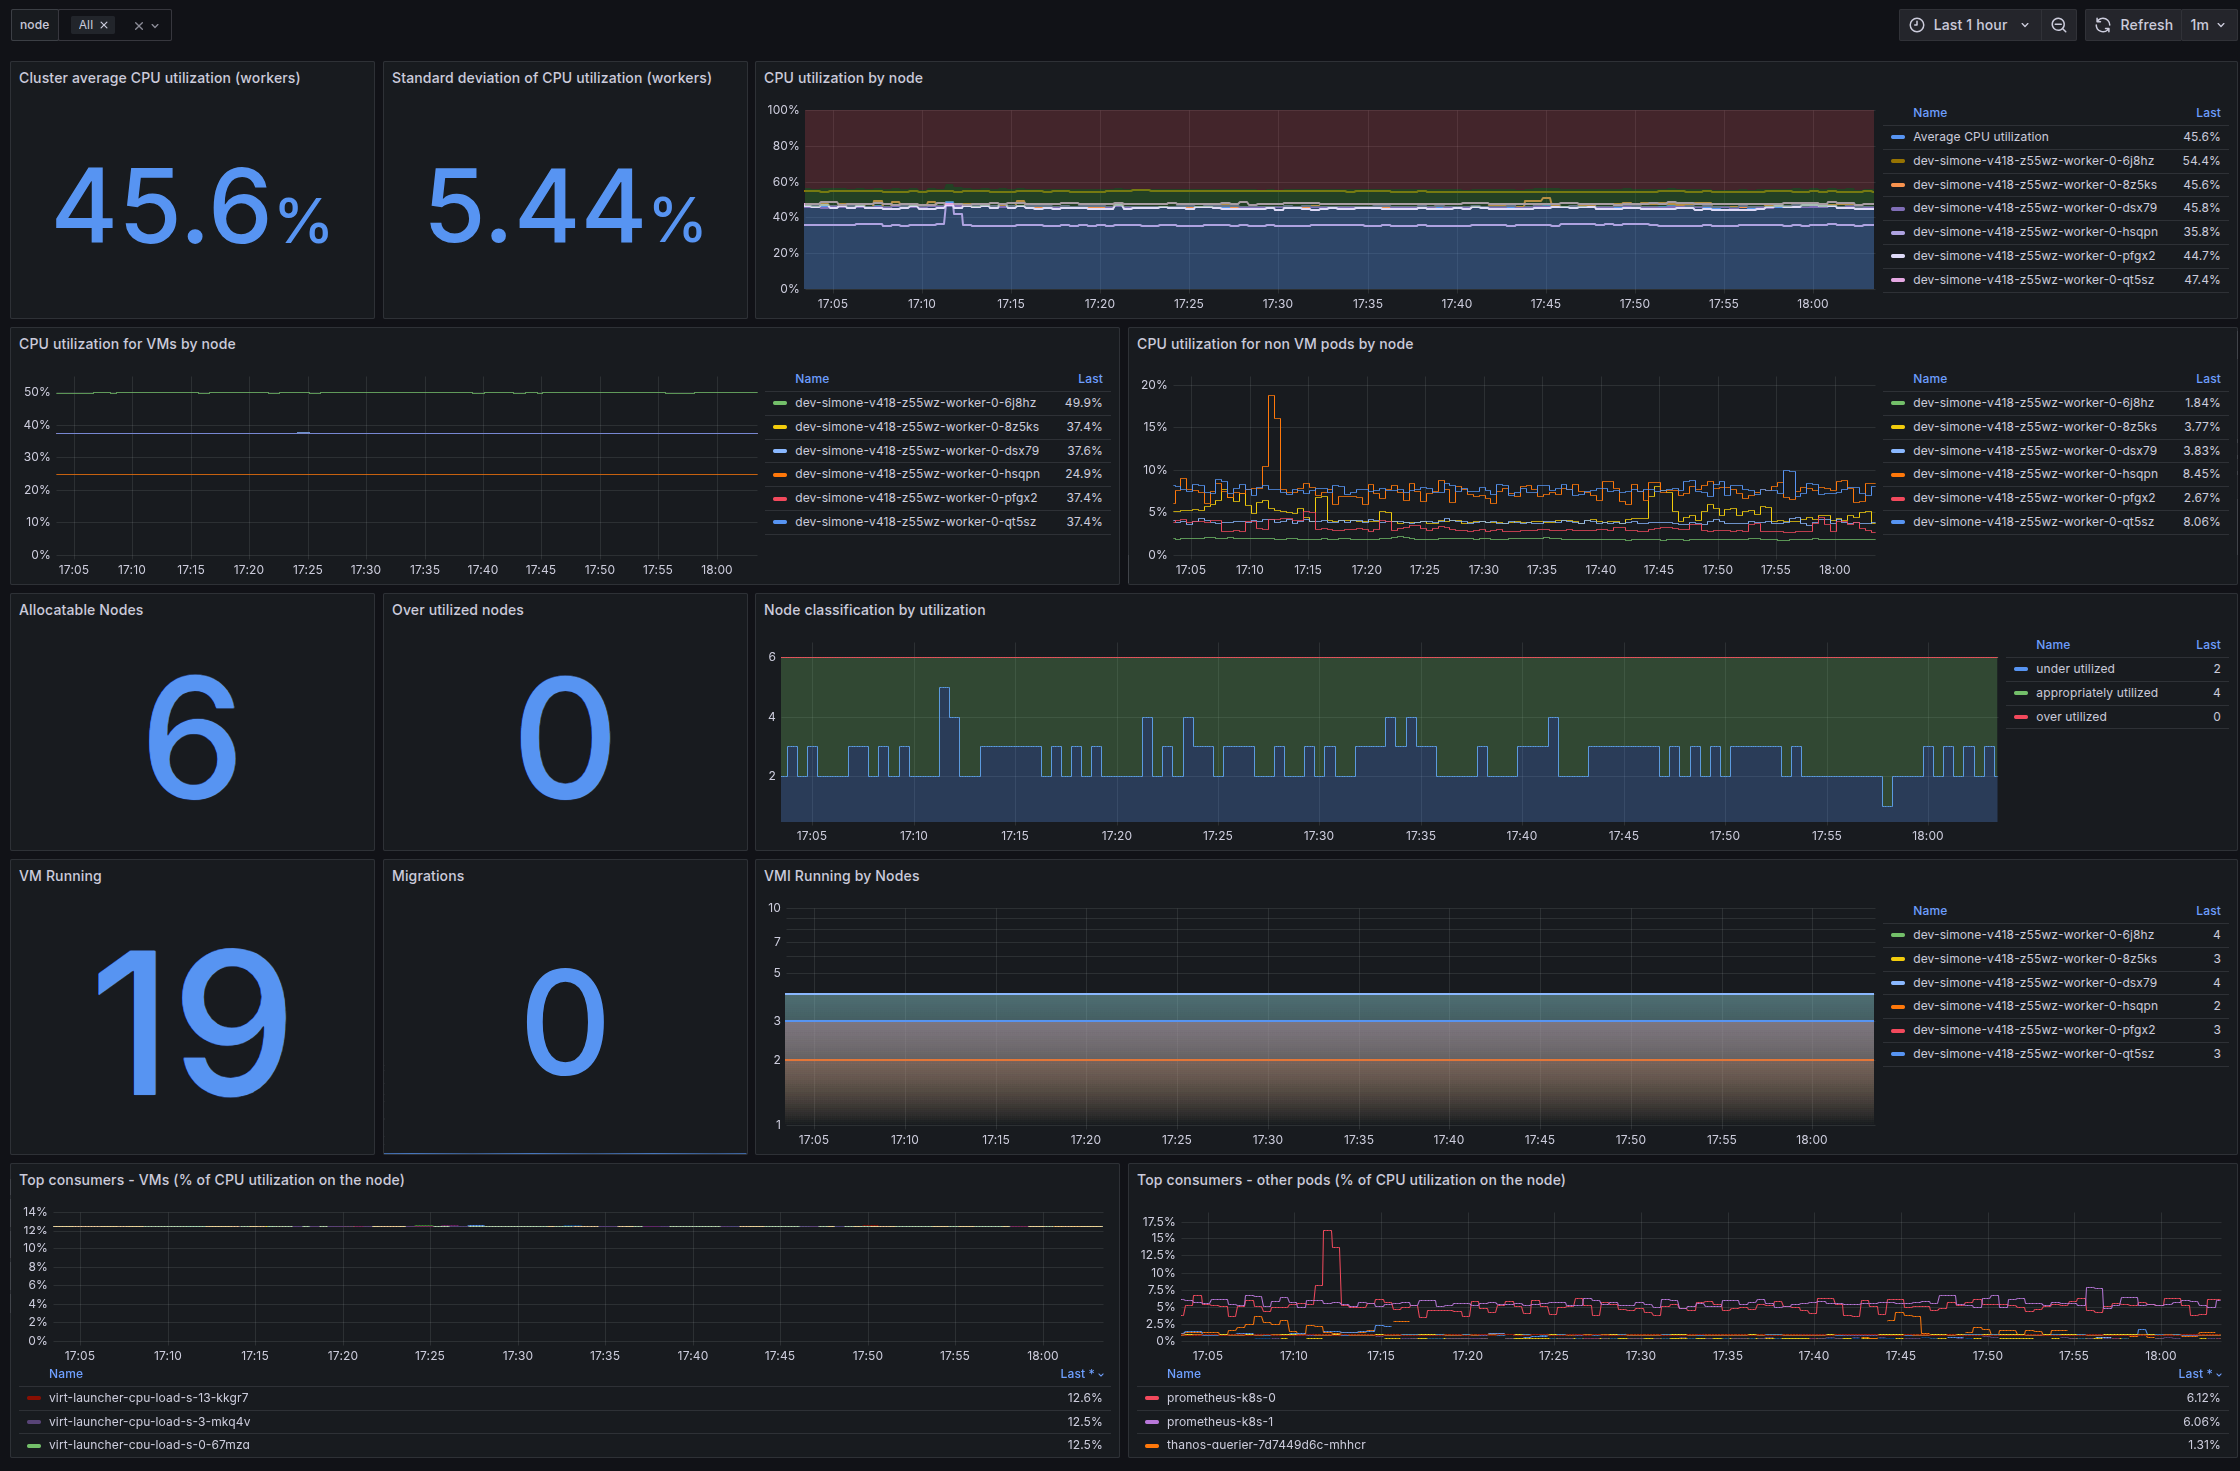 node All
Last 1 hour Refresh 1m
Cluster average CPU utilization (workers)
45.6%
Standard deviation of CPU utilization (workers)
5.44%
CPU utilization by node
100%
80%
60%
40%
20%
0%
17:05 17:10 17:15 17:20 17:25 17:30 17:35 17:40 17:45 17:50 17:55 18:00
Name Last
Average CPU utilization 45.6%
dev-simone-v418-z55wz-worker-0-6j8hz 54.4%
dev-simone-v418-z55wz-worker-0-8z5ks 45.6%
dev-simone-v418-z55wz-worker-0-dsx79 45.8%
dev-simone-v418-z55wz-worker-0-hsqpn 35.8%
dev-simone-v418-z55wz-worker-0-pfgx2 44.7%
dev-simone-v418-z55wz-worker-0-qt5sz 47.4%
CPU utilization for VMs by node
50%
40%
30%
20%
10%
0%
17:05 17:10 17:15 17:20 17:25 17:30 17:35 17:40 17:45 17:50 17:55 18:00
Name Last
dev-simone-v418-z55wz-worker-0-6j8hz 49.9%
dev-simone-v418-z55wz-worker-0-8z5ks 37.4%
dev-simone-v418-z55wz-worker-0-dsx79 37.6%
dev-simone-v418-z55wz-worker-0-hsqpn 24.9%
dev-simone-v418-z55wz-worker-0-pfgx2 37.4%
dev-simone-v418-z55wz-worker-0-qt5sz 37.4%
CPU utilization for non VM pods by node
20%
15%
10%
5%
0%
17:05 17:10 17:15 17:20 17:25 17:30 17:35 17:40 17:45 17:50 17:55 18:00
Name Last
dev-simone-v418-z55wz-worker-0-6j8hz 1.84%
dev-simone-v418-z55wz-worker-0-8z5ks 3.77%
dev-simone-v418-z55wz-worker-0-dsx79 3.83%
dev-simone-v418-z55wz-worker-0-hsqpn 8.45%
dev-simone-v418-z55wz-worker-0-pfgx2 2.67%
dev-simone-v418-z55wz-worker-0-qt5sz 8.06%
Allocatable Nodes
6
Over utilized nodes
0
Node classification by utilization
6
4
2
17:05 17:10 17:15 17:20 17:25 17:30 17:35 17:40 17:45 17:50 17:55 18:00
Name Last
under utilized 2
appropriately utilized 4
over utilized 0
VM Running
19
Migrations
0
VMI Running by Nodes
10
7
5
3
2
1
17:05 17:10 17:15 17:20 17:25 17:30 17:35 17:40 17:45 17:50 17:55 18:00
Name Last
dev-simone-v418-z55wz-worker-0-6j8hz 4
dev-simone-v418-z55wz-worker-0-8z5ks 3
dev-simone-v418-z55wz-worker-0-dsx79 4
dev-simone-v418-z55wz-worker-0-hsqpn 2
dev-simone-v418-z55wz-worker-0-pfgx2 3
dev-simone-v418-z55wz-worker-0-qt5sz 3
Top consumers - VMs (% of CPU utilization on the node)
14%
12%
10%
8%
6%
4%
2%
0%
17:05 17:10 17:15 17:20 17:25 17:30 17:35 17:40 17:45 17:50 17:55 18:00
Name Last *
virt-launcher-cpu-load-s-13-kkgr7 12.6%
virt-launcher-cpu-load-s-3-mkq4v 12.5%
virt-launcher-cpu-load-s-0-67mzq 12.5%
Top consumers - other pods (% of CPU utilization on the node)
17.5%
15%
12.5%
10%
7.5%
5%
2.5%
0%
17:05 17:10 17:15 17:20 17:25 17:30 17:35 17:40 17:45 17:50 17:55 18:00
Name Last *
prometheus-k8s-0 6.12%
prometheus-k8s-1 6.06%
thanos-querier-7d7449d6c-mhhcr 1.31%